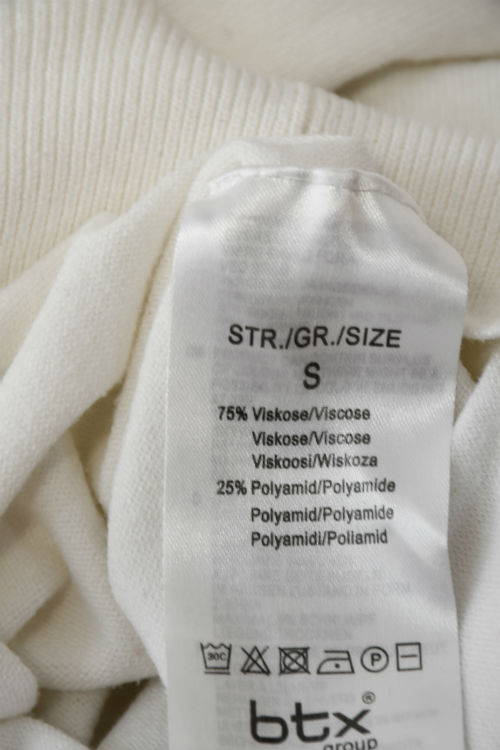 STR./GR./SIZE
S
75% Viskose/Viscose
Viskose/Viscose
Viskoosi/Wiskoza
25% Polyamid/Polyamide
Polyamid/Polyamide
Polyamidi/Poliamid
30C
P
btx®
group